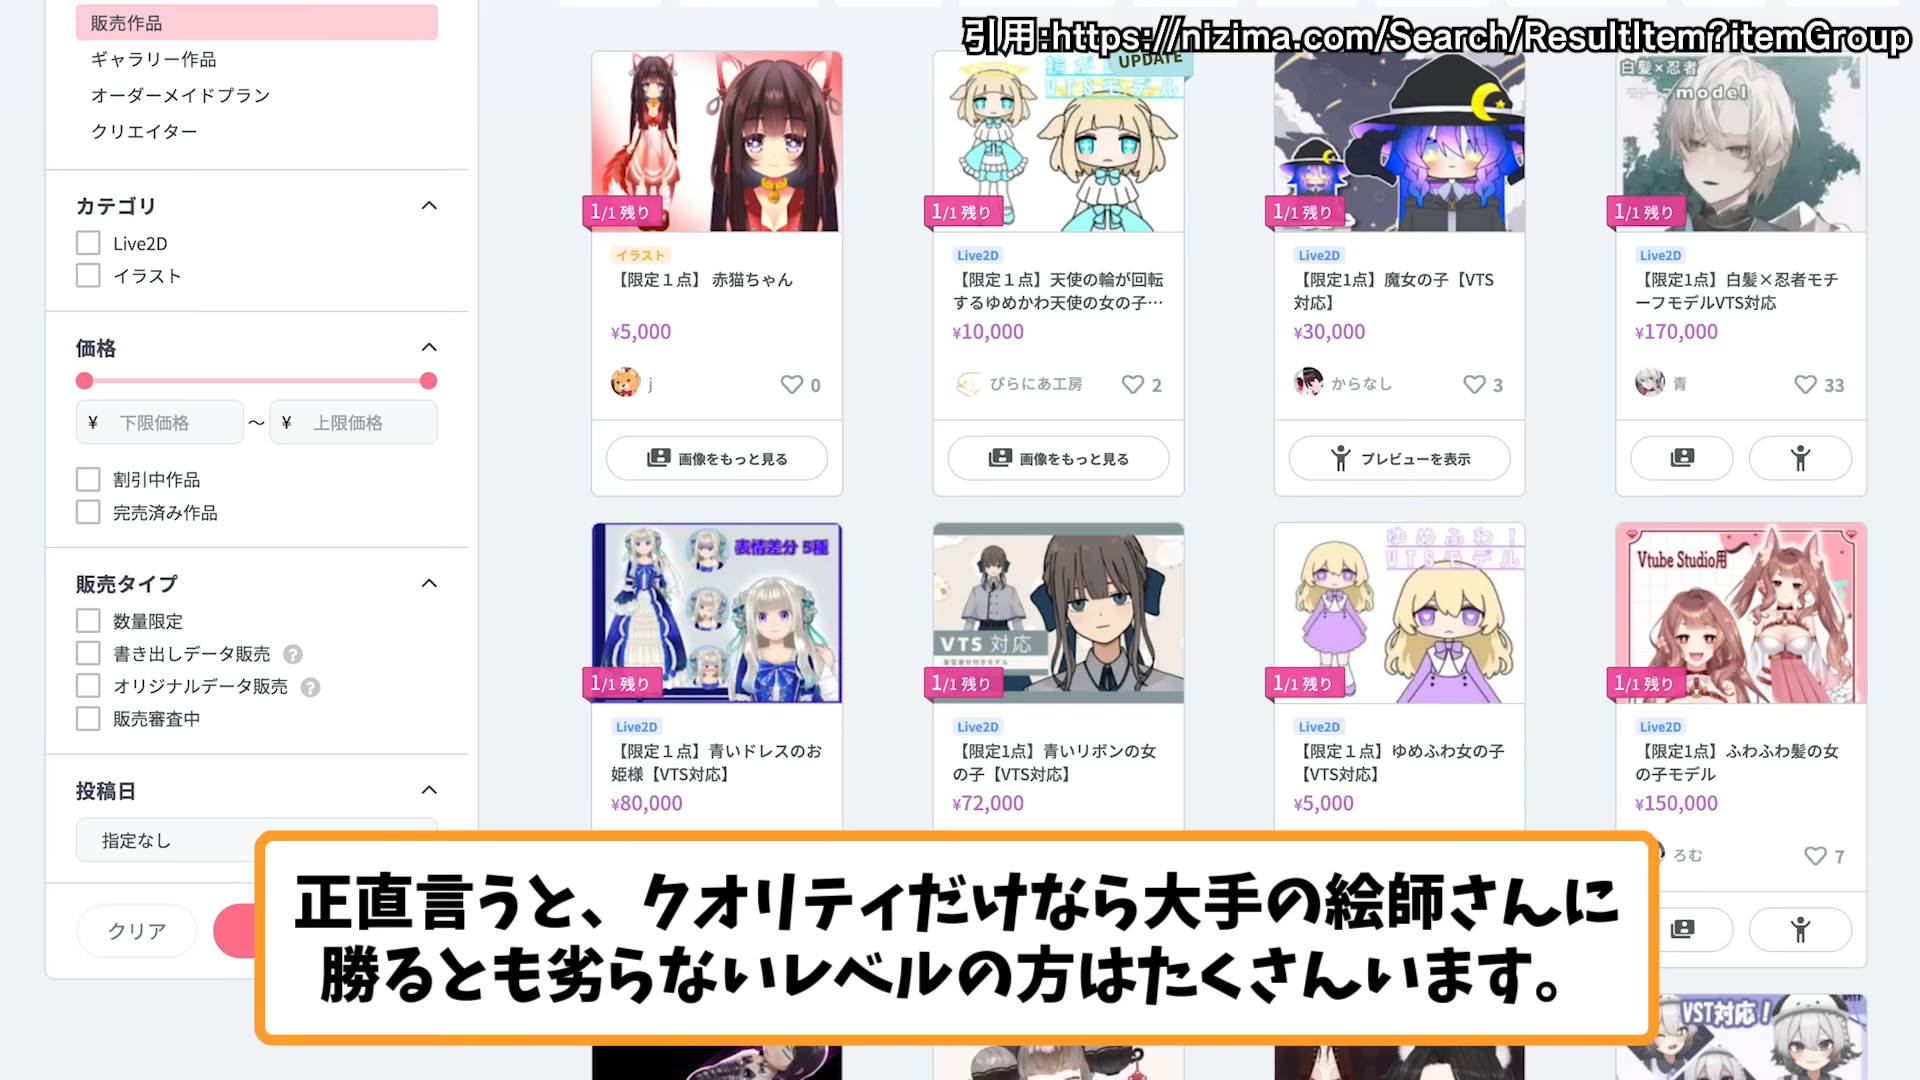 引用:https://nizima.com/Search/ResultItem?itemGroup
販売作品
ギャラリー作品
オーダーメイドプラン
クリエイター
カテゴリ
Live2D
イラスト
価格
¥ 下限価格 ～ ¥ 上限価格
割引中作品
完売済み作品
販売タイプ
数量限定
書き出しデータ販売 ?
オリジナルデータ販売 ?
販売審査中
投稿日
指定なし
クリア
1/1 残り
イラスト
【限定１点】 赤猫ちゃん
¥5,000
j
0
画像をもっと見る
UPDATE
VTSモデル
1/1 残り
Live2D
【限定１点】天使の輪が回転
するゆめかわ天使の女の子…
¥10,000
ぴらにあ工房
2
画像をもっと見る
1/1 残り
Live2D
【限定1点】魔女の子【VTS
対応】
¥30,000
からなし
3
プレビューを表示
白髪×忍者
model
1/1 残り
Live2D
【限定1点】白髪×忍者モチ
ーフモデルVTS対応
¥170,000
青
33
表情差分 5種
1/1 残り
Live2D
【限定１点】青いドレスのお
姫様【VTS対応】
¥80,000
VTS 対応
1/1 残り
Live2D
【限定1点】青いリボンの女
の子【VTS対応】
¥72,000
ゆめふわ！
VTSモデル
1/1 残り
Live2D
【限定１点】ゆめふわ女の子
【VTS対応】
¥5,000
Vtube Studio用
1/1 残り
Live2D
【限定1点】ふわふわ髪の女
の子モデル
¥150,000
ろむ
7
VST対応！
正直言うと、クオリティだけなら大手の絵師さんに
勝るとも劣らないレベルの方はたくさんいます。